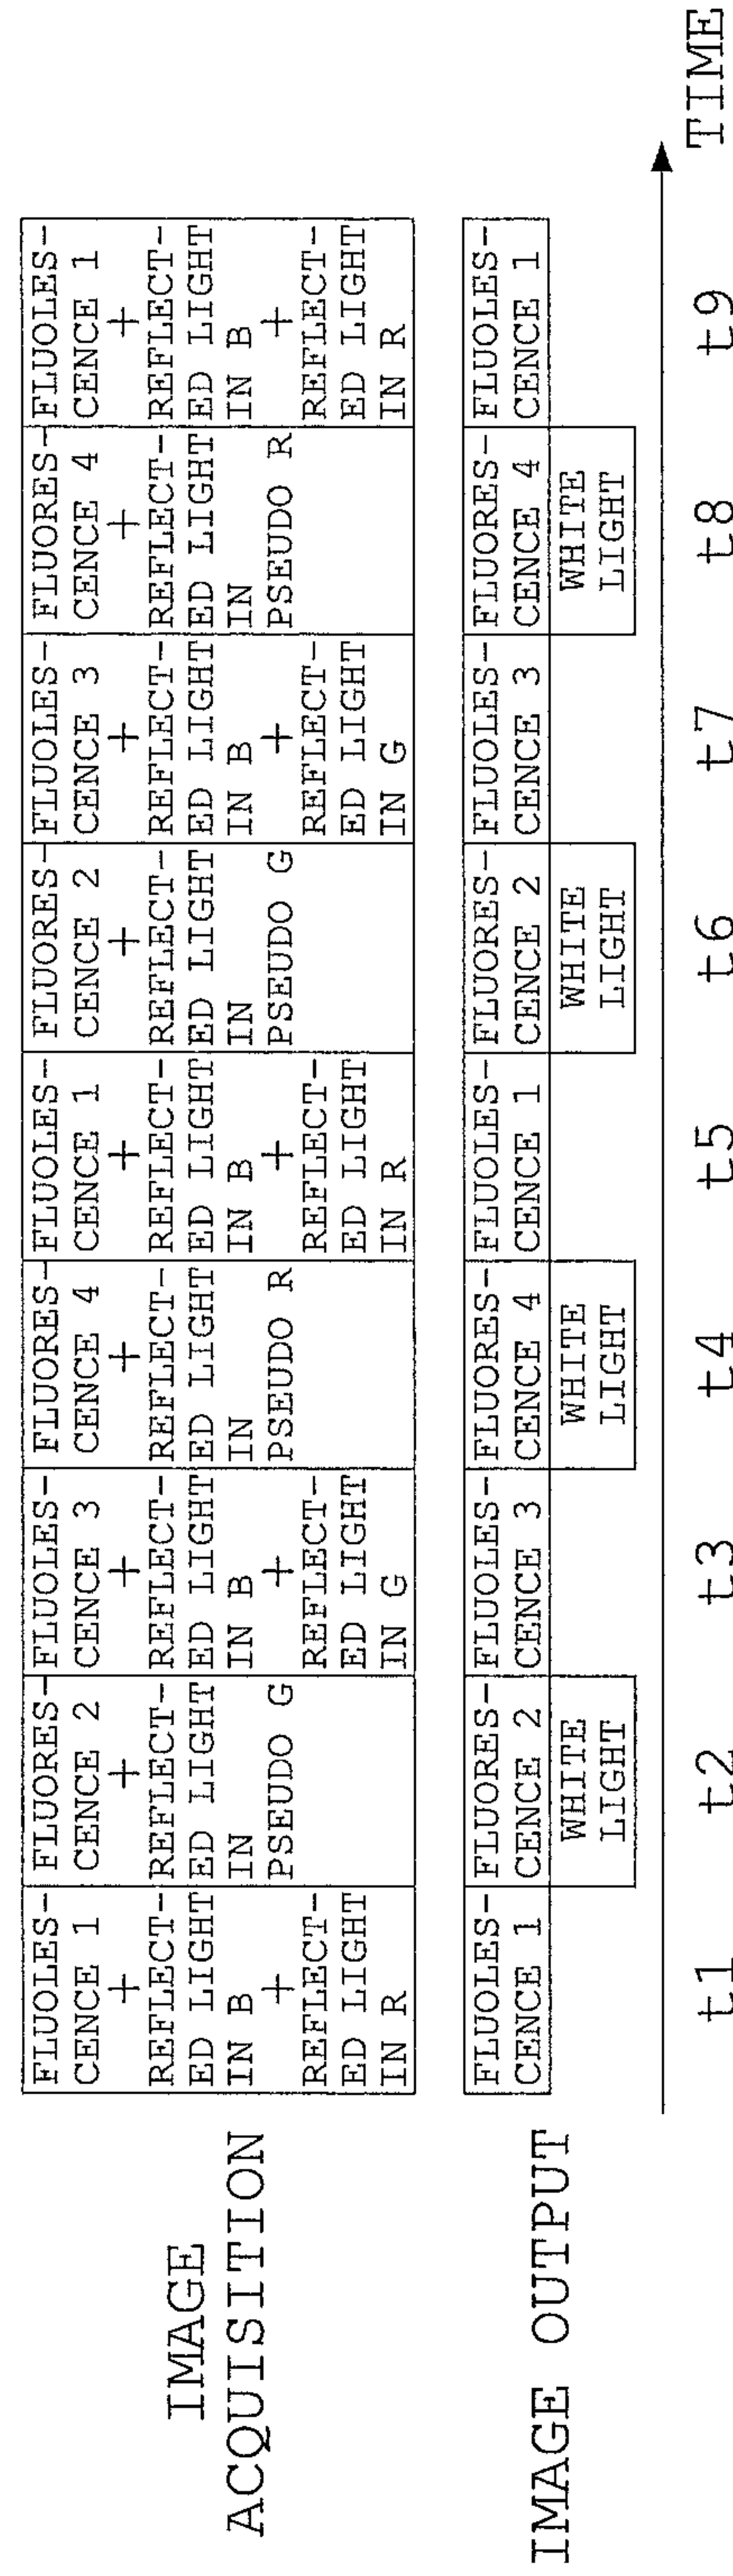 IMAGE
ACQUISITION
FLUOLES-
CENCE 1
+
REFLECT-
ED LIGHT
IN B
+
REFLECT-
ED LIGHT
IN R
FLUORES-
CENCE 2
+
REFLECT-
ED LIGHT
IN
PSEUDO G
FLUOLES-
CENCE 3
+
REFLECT-
ED LIGHT
IN B
+
REFLECT-
ED LIGHT
IN G
FLUORES-
CENCE 4
+
REFLECT-
ED LIGHT
IN
PSEUDO R
FLUOLES-
CENCE 1
+
REFLECT-
ED LIGHT
IN B
+
REFLECT-
ED LIGHT
IN R
FLUORES-
CENCE 2
+
REFLECT-
ED LIGHT
IN
PSEUDO G
FLUOLES-
CENCE 3
+
REFLECT-
ED LIGHT
IN B
+
REFLECT-
ED LIGHT
IN G
FLUORES-
CENCE 4
+
REFLECT-
ED LIGHT
IN
PSEUDO R
FLUOLES-
CENCE 1
+
REFLECT-
ED LIGHT
IN B
+
REFLECT-
ED LIGHT
IN R
IMAGE OUTPUT
FLUOLES-
CENCE 1
FLUORES-
CENCE 2
WHITE
LIGHT
FLUOLES-
CENCE 3
FLUORES-
CENCE 4
WHITE
LIGHT
FLUOLES-
CENCE 1
FLUORES-
CENCE 2
WHITE
LIGHT
FLUOLES-
CENCE 3
FLUORES-
CENCE 4
WHITE
LIGHT
FLUOLES-
CENCE 1
t1 t2 t3 t4 t5 t6 t7 t8 t9 TIME